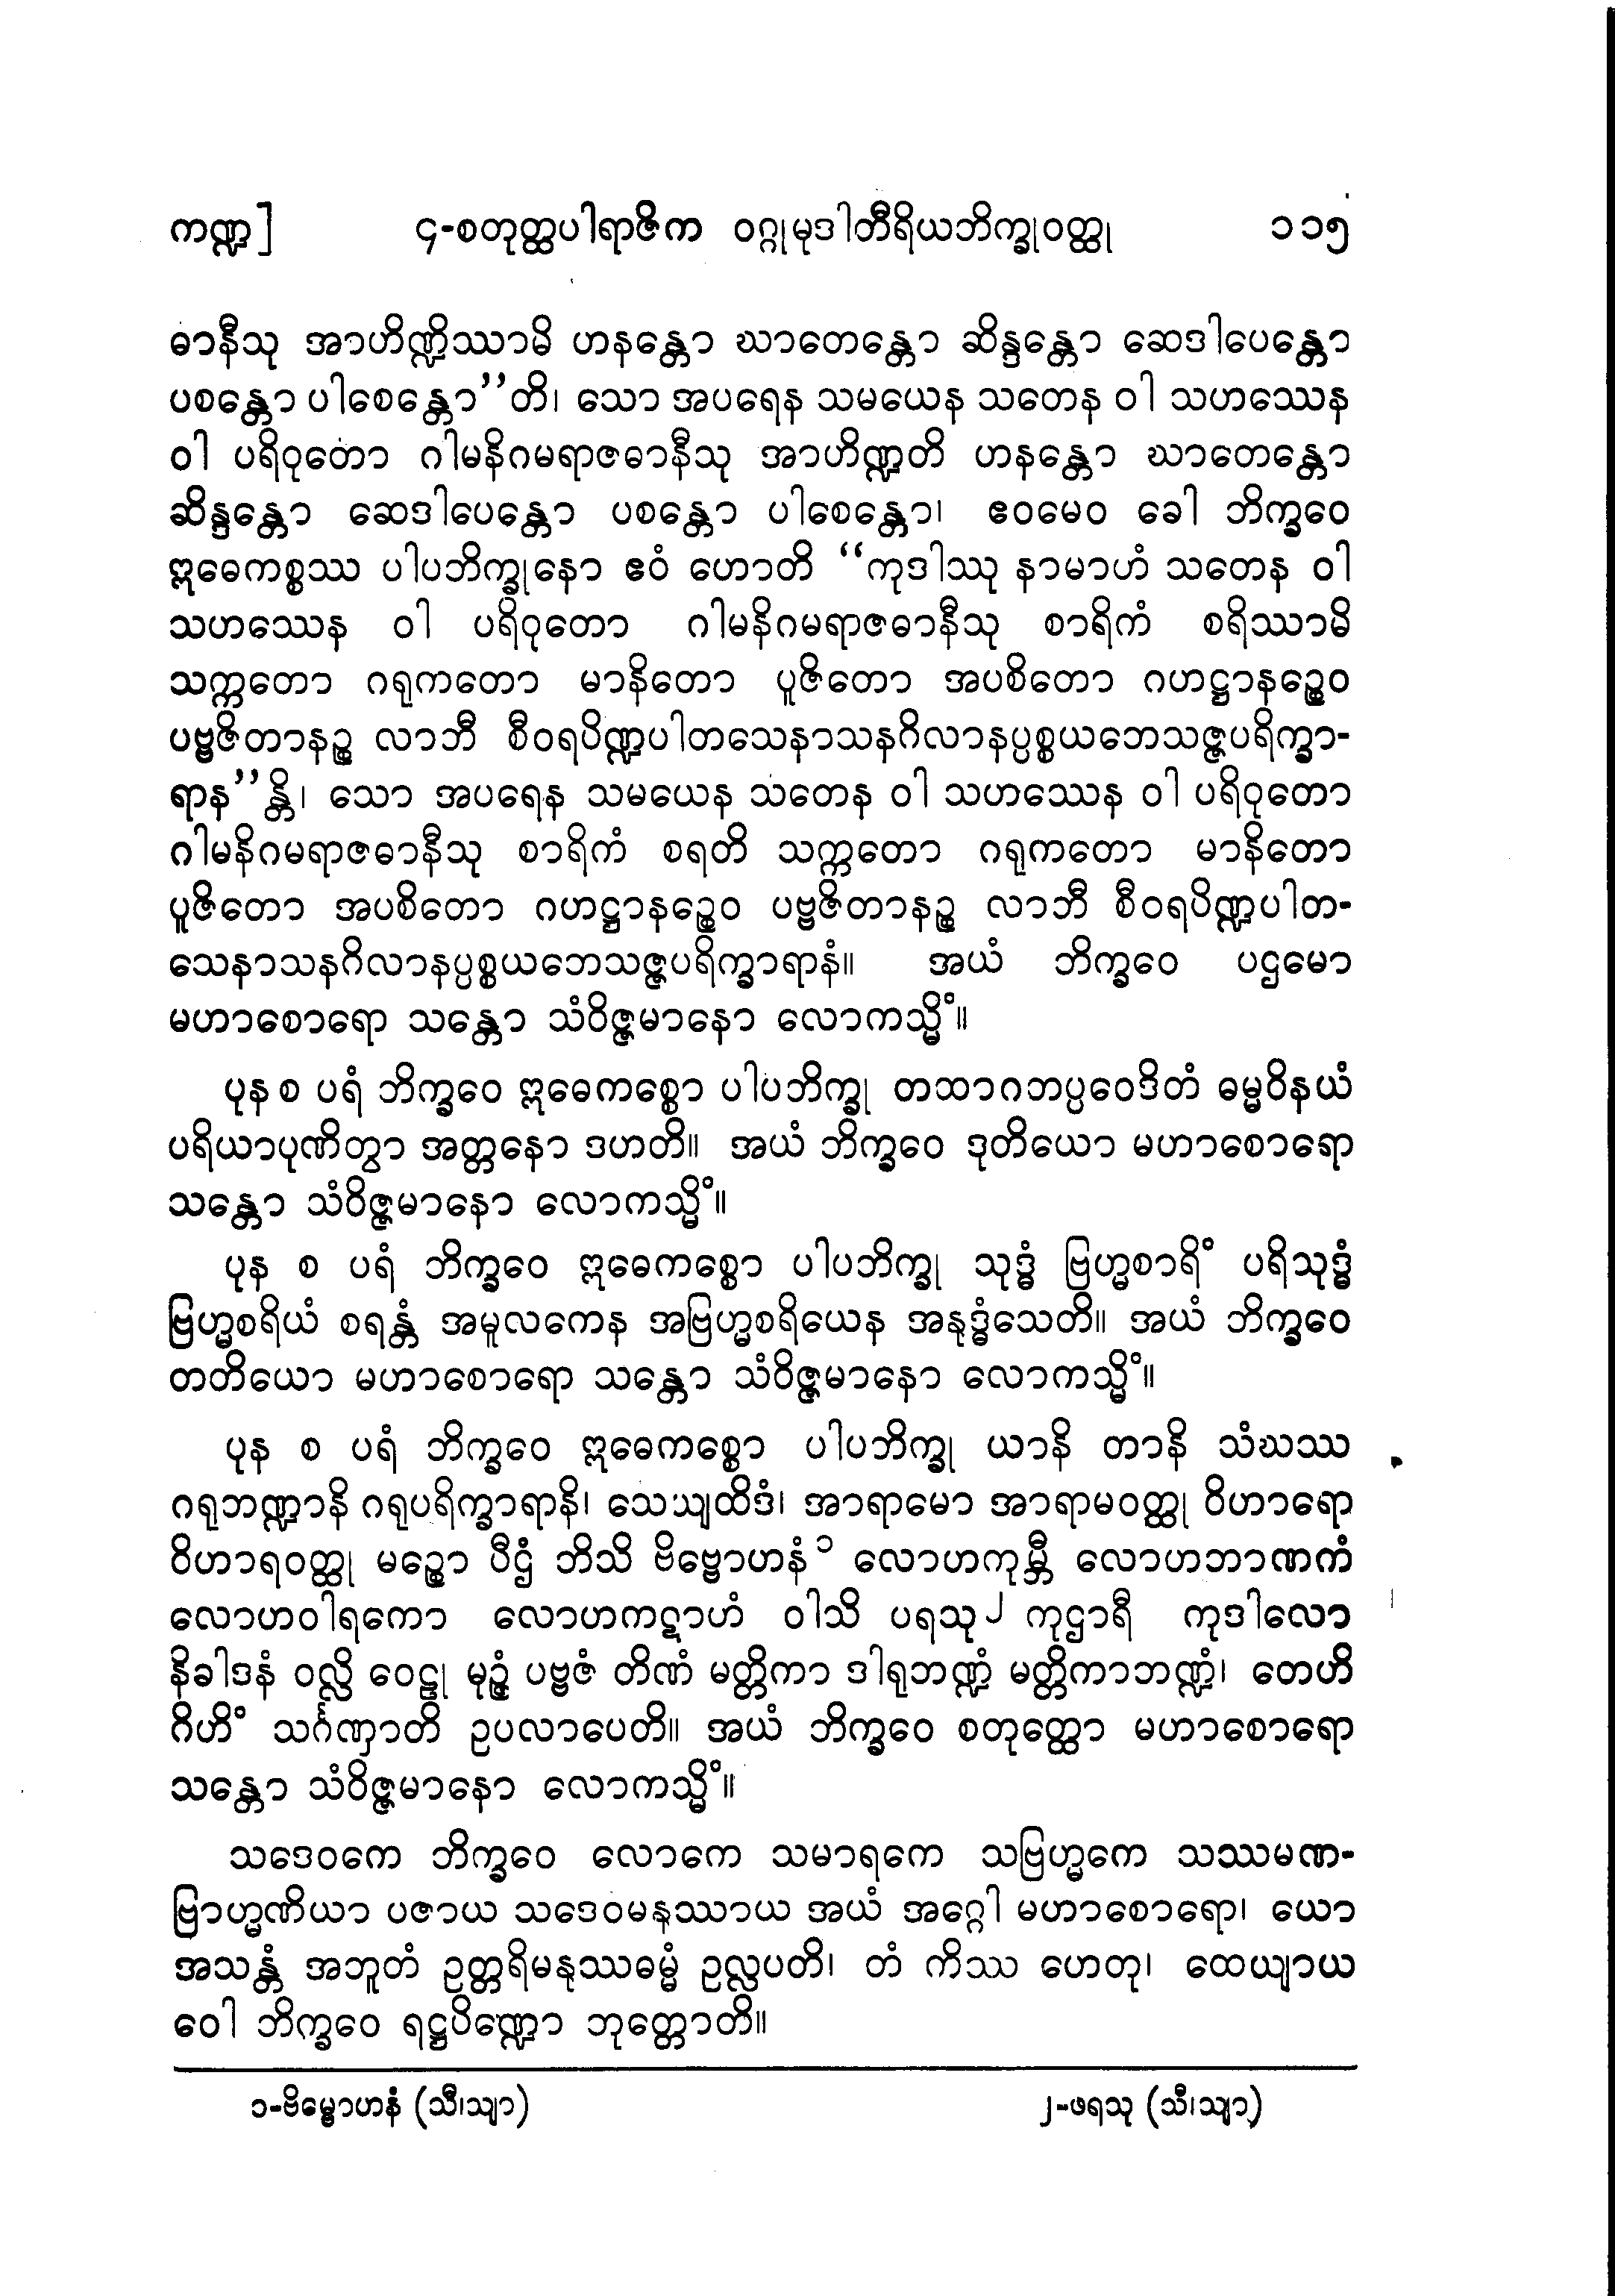 ကဏ္ဍ] ၄-စတုတ္ထပါရာဇိက ဝဂ္ဂုမုဒါတီရိယဘိက္ခုဝတ္ထု ၁၁၅
ဓာနီသု အာဟိဏ္ဍိဿာမိ ဟနန္တော ဃာတေန္တော ဆိန္ဒန္တော ဆေဒါပေန္တော
ပစန္တော ပါစေန္တော”တိ၊ သော အပရေန သမယေန သတေန ဝါ သဟဿေန
ဝါ ပရိဝုတော ဂါမနိဂမရာဇဓာနီသု အာဟိဏ္ဍတိ ဟနန္တော ဃာတေန္တော
ဆိန္ဒန္တော ဆေဒါပေန္တော ပစန္တော ပါစေန္တော၊ ဧဝမေဝ ခေါ ဘိက္ခဝေ
ဣဓေကစ္စဿ ပါပဘိက္ခုနော ဧဝံ ဟောတိ “ကုဒါဿု နာမာဟံ သတေန ဝါ
သဟဿေန ဝါ ပရိဝုတော ဂါမနိဂမရာဇဓာနီသု စာရိကံ စရိဿာမိ
သက္ကတော ဂရုကတော မာနိတော ပူဇိတော အပစိတော ဂဟဋ္ဌာနဉ္စေဝ
ပဗ္ဗဇိတာနဉ္စ လာဘီ စီဝရပိဏ္ဍပါတသေနာသနဂိလာနပ္ပစ္စယဘေသဇ္ဇပရိက္ခာ-
ရာန”န္တိ၊ သော အပရေန သမယေန သတေန ဝါ သဟဿေန ဝါ ပရိဝုတော
ဂါမနိဂမရာဇဓာနီသု စာရိကံ စရတိ သက္ကတော ဂရုကတော မာနိတော
ပူဇိတော အပစိတော ဂဟဋ္ဌာနဉ္စေဝ ပဗ္ဗဇိတာနဉ္စ လာဘီ စီဝရပိဏ္ဍပါတ-
သေနာသနဂိလာနပ္ပစ္စယဘေသဇ္ဇပရိက္ခာရာနံ။ အယံ ဘိက္ခဝေ ပဌမော
မဟာစောရော သန္တော သံဝိဇ္ဇမာနော လောကသ္မိံ။
ပုန စ ပရံ ဘိက္ခဝေ ဣဓေကစ္စော ပါပဘိက္ခု တထာဂတပ္ပဝေဒိတံ ဓမ္မဝိနယံ
ပရိယာပုဏိတွာ အတ္တနော ဒဟတိ။ အယံ ဘိက္ခဝေ ဒုတိယော မဟာစောရော
သန္တော သံဝိဇ္ဇမာနော လောကသ္မိံ။
ပုန စ ပရံ ဘိက္ခဝေ ဣဓေကစ္စော ပါပဘိက္ခု သုဒ္ဓံ ဗြဟ္မစာရိံ ပရိသုဒ္ဓံ
ဗြဟ္မစရိယံ စရန္တံ အမူလကေန အဗြဟ္မစရိယေန အနုဒ္ဓံသေတိ။ အယံ ဘိက္ခဝေ
တတိယော မဟာစောရော သန္တော သံဝိဇ္ဇမာနော လောကသ္မိံ။
ပုန စ ပရံ ဘိက္ခဝေ ဣဓေကစ္စော ပါပဘိက္ခု ယာနိ တာနိ သံဃဿ
ဂရုဘဏ္ဍာနိ ဂရုပရိက္ခာရာနိ၊ သေယျထိဒံ၊ အာရာမော အာရာမဝတ္ထု ဝိဟာရော
ဝိဟာရဝတ္ထု မဉ္စော ပီဌံ ဘိသိ ဗိဗ္ဗောဟနံ၁ လောဟကုမ္ဘီ လောဟဘာဏကံ
လောဟဝါရကော လောဟကဋာဟံ ဝါသိ ပရသု၂ ကုဌာရီ ကုဒါလော
နိခါဒနံ ဝလ္လိ ဝေဠု မုဉ္ဇံ ပဗ္ဗဇံ တိဏံ မတ္တိကာ ဒါရုဘဏ္ဍံ မတ္တိကာဘဏ္ဍံ၊ တေဟိ
ဂိဟိံ သင်္ဂဏှာတိ ဥပလာပေတိ။ အယံ ဘိက္ခဝေ စတုတ္ထော မဟာစောရော
သန္တော သံဝိဇ္ဇမာနော လောကသ္မိံ။
သဒေဝကေ ဘိက္ခဝေ လောကေ သမာရကေ သဗြဟ္မကေ သဿမဏ-
ဗြာဟ္မဏိယာ ပဇာယ သဒေဝမနုဿာယ အယံ အဂ္ဂေါ မဟာစောရော၊ ယော
အသန္တံ အဘူတံ ဥတ္တရိမနုဿဓမ္မံ ဥလ္လပတိ၊ တံ ကိဿ ဟေတု၊ ထေယျာယ
ဝေါ ဘိက္ခဝေ ရဋ္ဌပိဏ္ဍော ဘုတ္တောတိ။
၁-ဗိမ္ဗောဟနံ (သီ၊သျာ) ၂-ဖရသု (သီ၊သျာ)